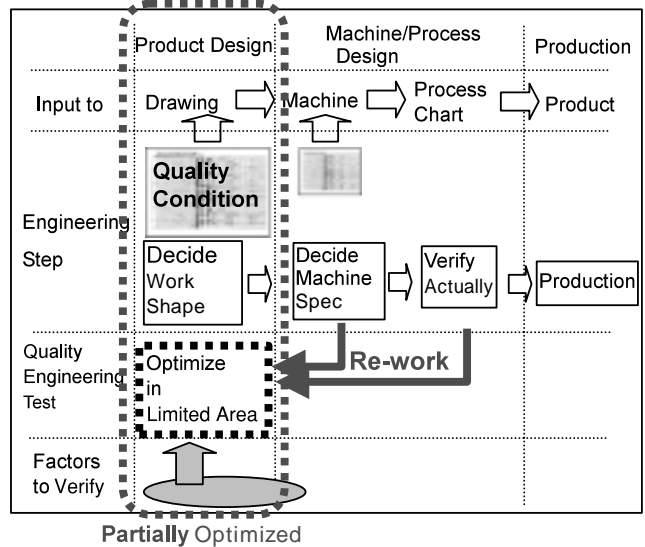 Product Design
Machine/Process
Design
Production
Input to
Drawing
Machine
Process
Chart
Product
Quality
Condition
Engineering
Step
Decide
Work
Shape
Decide
Machine
Spec
Verify
Actually
Production
Quality
Engineering
Test
Optimize
in
Limited Area
Re-work
Factors
to Verify
Partially Optimized